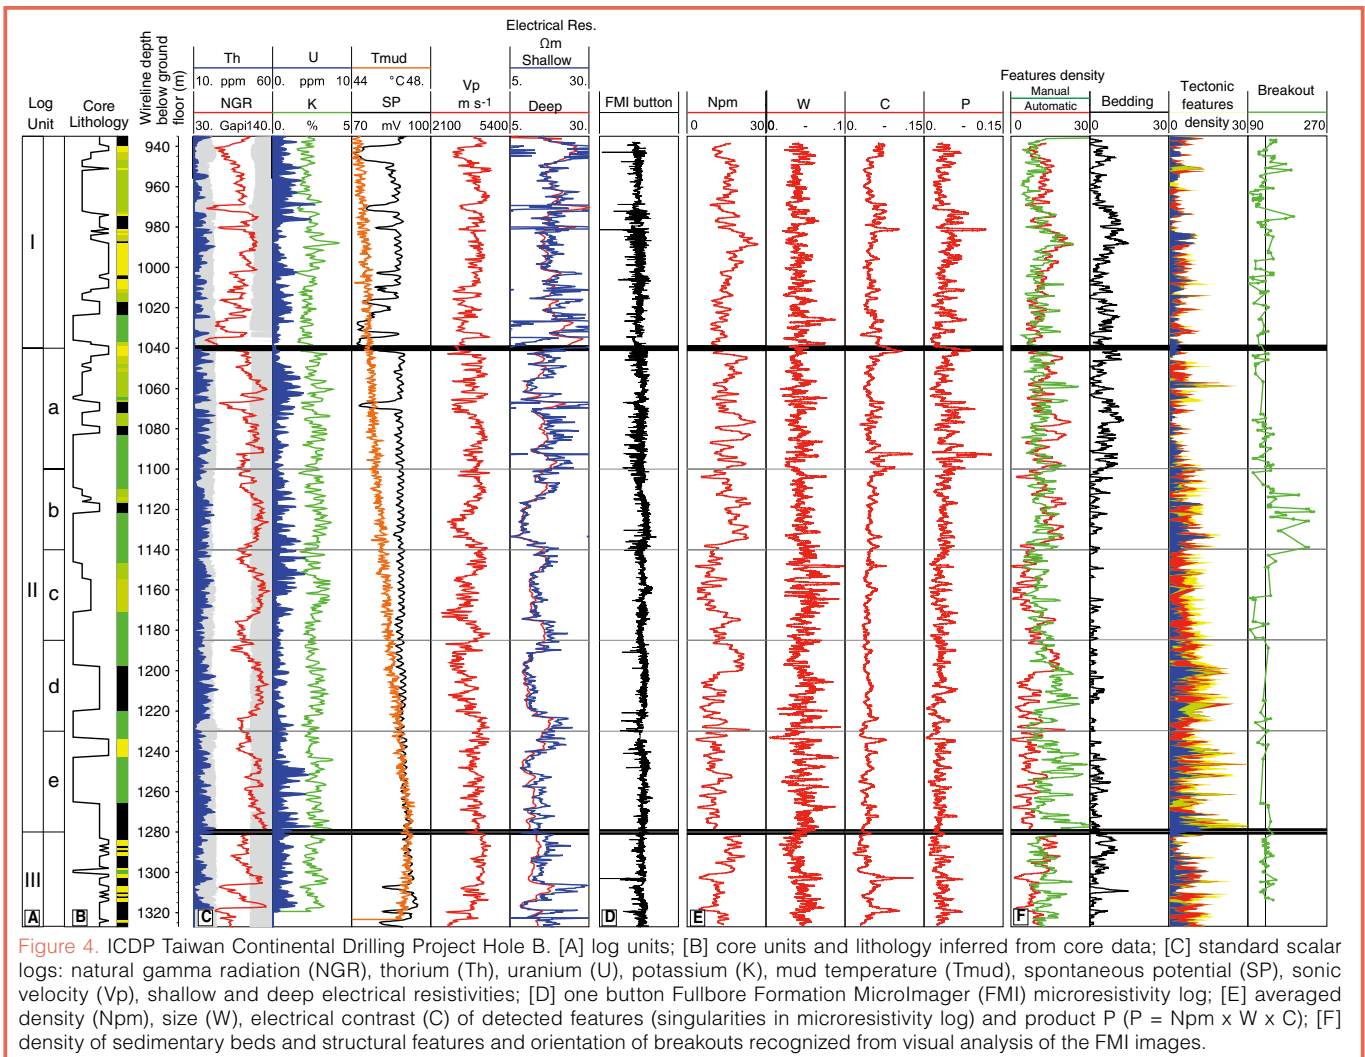 Electrical Res.
Ωm
Th U Tmud Shallow
10. ppm 60 0. ppm 10 44 °C 48. 5. 30.
Features density
Manual
Automatic
Log
Unit
Core
Lithology
Wireline depth
below ground
floor (m)
NGR K SP Vp
m s-1
Deep FMI button Npm W C P Bedding Tectonic
features
density
Breakout
30. Gapi 140. 0. % 5 70 mV 100 2100 5400 5. 30. 0 30 0. - .1 0. - .15 0. - 0.15 0 30 0 30 0 30 90 270
940
960
980
I
1000
1020
1040
1060
a
1080
1100
b
1120
1140
II
c
1160
1180
d
1200
1220
1240
e
1260
1280
III
1300
1320
A B C D E F
Figure 4. ICDP Taiwan Continental Drilling Project Hole B. [A] log units; [B] core units and lithology inferred from core data; [C] standard scalar
logs: natural gamma radiation (NGR), thorium (Th), uranium (U), potassium (K), mud temperature (Tmud), spontaneous potential (SP), sonic
velocity (Vp), shallow and deep electrical resistivities; [D] one button Fullbore Formation MicroImager (FMI) microresistivity log; [E] averaged
density (Npm), size (W), electrical contrast (C) of detected features (singularities in microresistivity log) and product P (P = Npm x W x C); [F]
density of sedimentary beds and structural features and orientation of breakouts recognized from visual analysis of the FMI images.